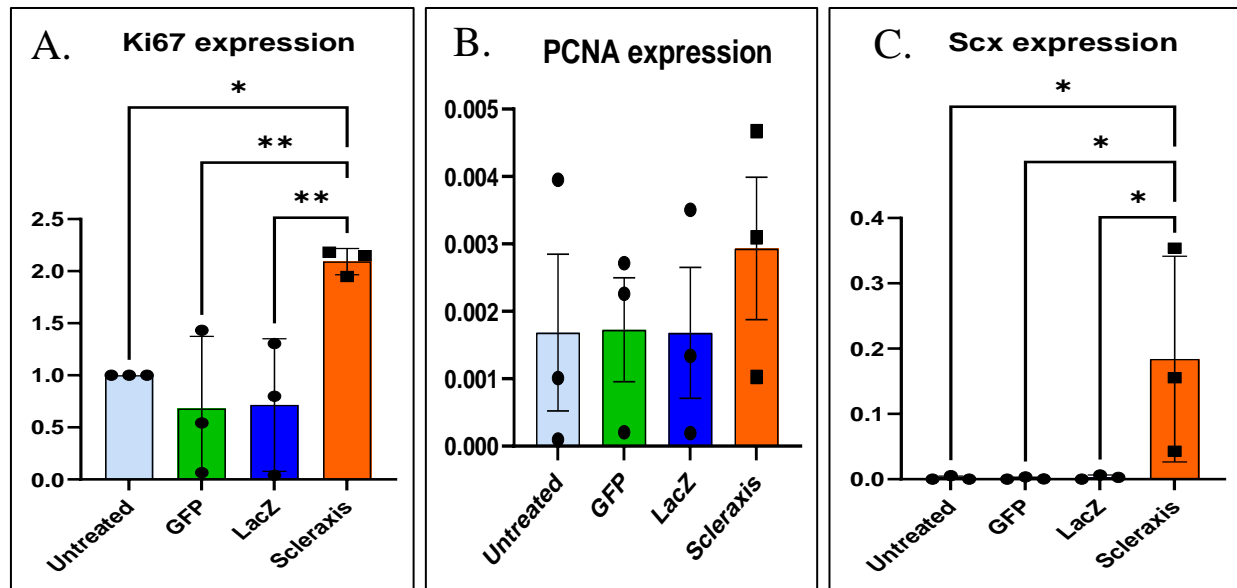 A. Ki67 expression
*
**
**
2.5
2.0
1.5
1.0
0.5
0.0
Untreated
GFP
LacZ
Scleraxis
B. PCNA expression
0.005
0.004
0.003
0.002
0.001
0.000
Untreated
GFP
LacZ
Scleraxis
C. Scx expression
*
*
*
0.4
0.3
0.2
0.1
0.0
Untreated
GFP
LacZ
Scleraxis